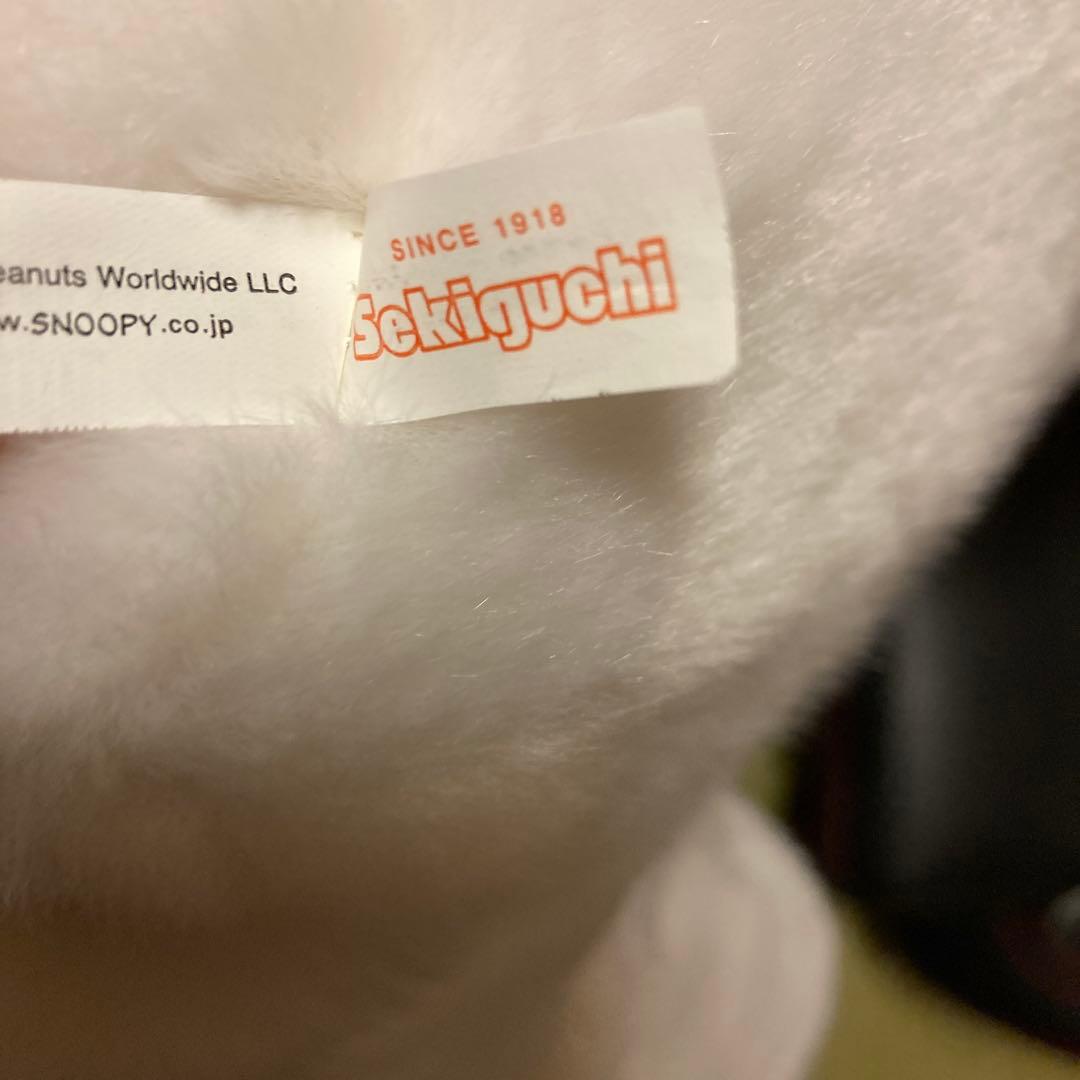 eanuts Worldwide LLC
w.SNOOPY.co.jp
SINCE 1918
Sekiguchi